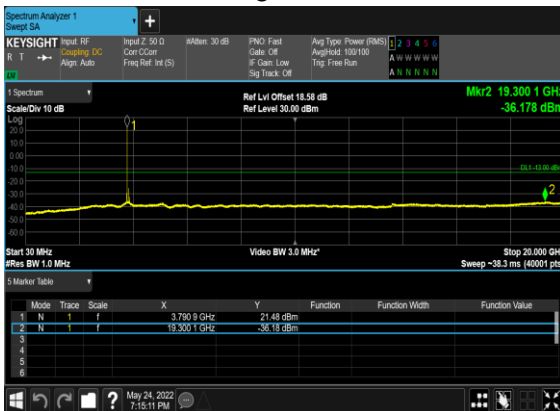 Spectrum Analyzer 1
Swept SA
+
KEYSIGHT Input: RF Input Z: 50 Ω #Atten: 30 dB PNO: Fast Avg Type: Power (RMS) 1 2 3 4 5 6
R T Coupling: DC Corr CCorr Gate: Off Avg|Hold: 100/100 A W W W W W
Align: Auto Freq Ref: Int (S) IF Gain: Low Trig: Free Run
Sig Track: Off A N N N N N
1 Spectrum Ref Lvl Offset 18.58 dB Mkr2 19.300 1 GHz
Scale/Div 10 dB Ref Level 30.00 dBm -36.178 dBm
Log
20.0
10.0
0.00
-10.0
-20.0
-30.0
-40.0
-50.0
-60.0
1
DL1 -13.00 dBm
2
Start 30 MHz Video BW 3.0 MHz* Stop 20.000 GH
#Res BW 1.0 MHz Sweep ~38.3 ms (40001 pts
5 Marker Table
Mode Trace Scale X Y Function Function Width Function Value
1 N 1 f 3.790 9 GHz 21.48 dBm
2 N 1 f 19.300 1 GHz -36.18 dBm
3
4
5
6
? May 24, 2022
7:15:11 PM